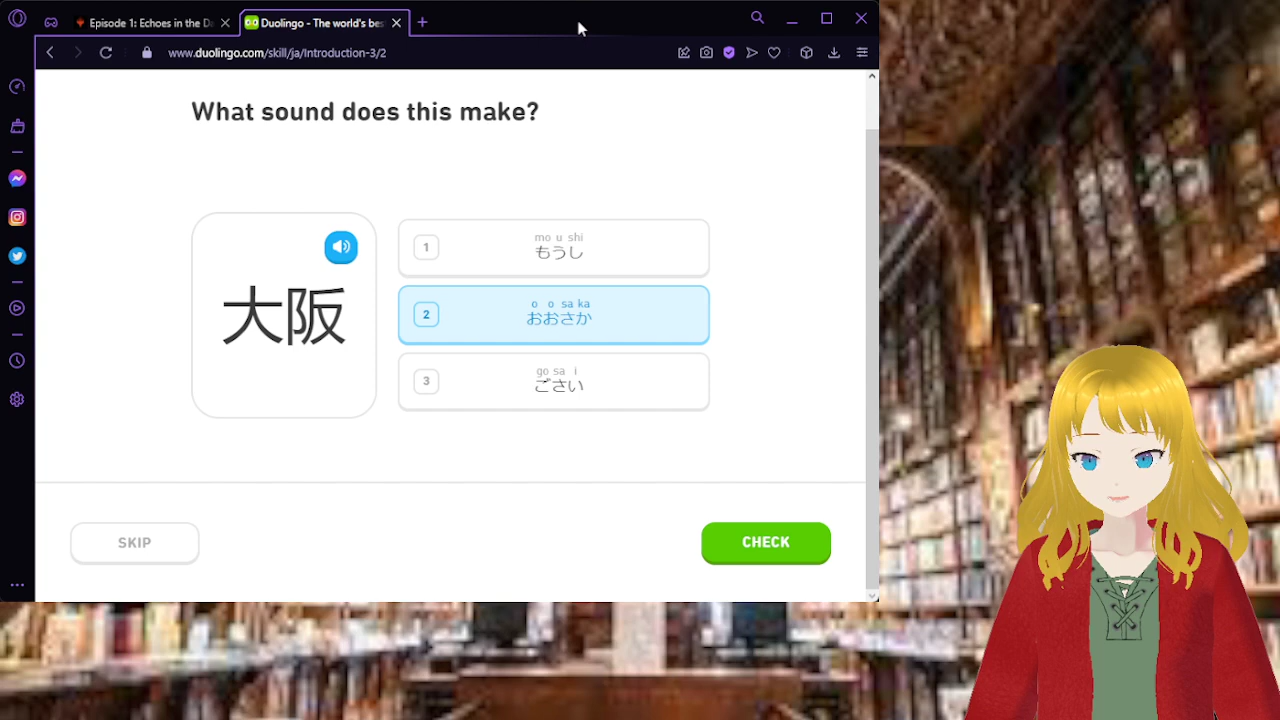 Episode 1: Echoes in the Da
Duolingo - The world's bes
www.duolingo.com/skill/ja/Introduction-3/2
What sound does this make?
大阪
1
mo u shi
もうし
2
o o sa ka
おおさか
3
go sa i
ごさい
SKIP
CHECK